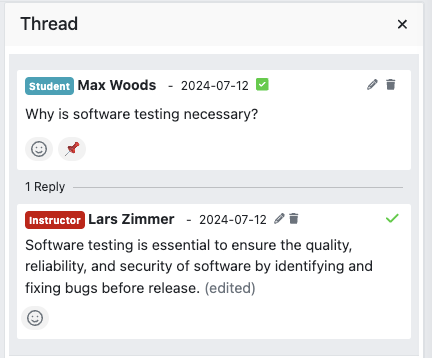 Thread
Student Max Woods - 2024-07-12
Why is software testing necessary?
1 Reply
Instructor Lars Zimmer - 2024-07-12
Software testing is essential to ensure the quality,
reliability, and security of software by identifying and
fixing bugs before release. (edited)